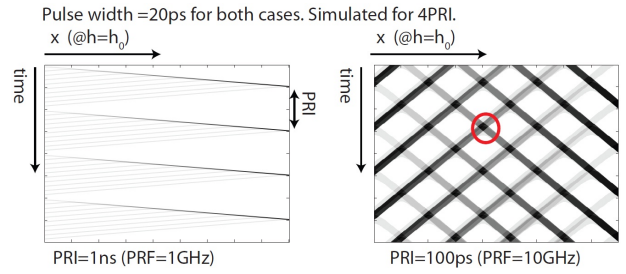 Pulse width =20ps for both cases. Simulated for 4PRI.
x (@h=h₀)
x (@h=h₀)
time
PRI
time
PRI=1ns (PRF=1GHz)
PRI=100ps (PRF=10GHz)